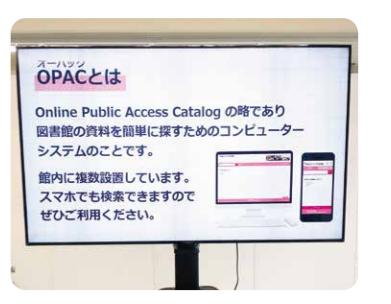 オーパック
OPACとは
Online Public Access Catalog の略であり
図書館の資料を簡単に探すためのコンピューター
システムのことです。
館内に複数設置しています。
スマホでも検索できますので
ぜひご利用ください。